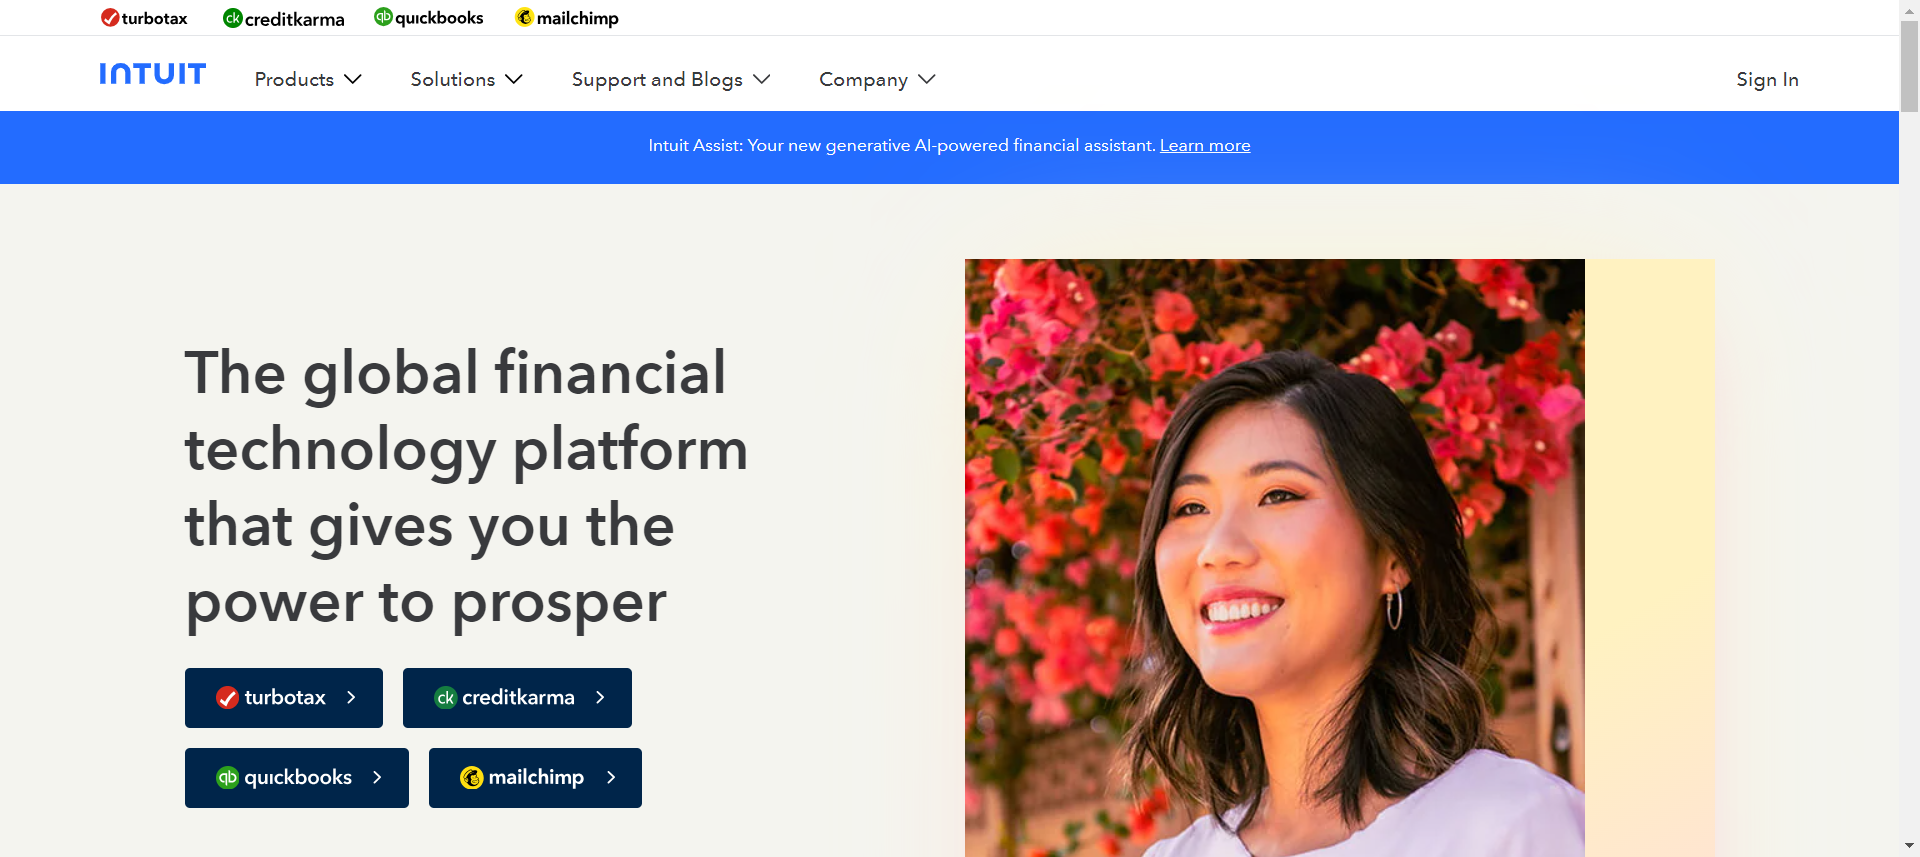 turbotax creditkarma quickbooks mailchimp
INTUIT Products Solutions Support and Blogs Company Sign In
Intuit Assist: Your new generative AI-powered financial assistant. Learn more
The global financial
technology platform
that gives you the
power to prosper
turbotax creditkarma
quickbooks mailchimp